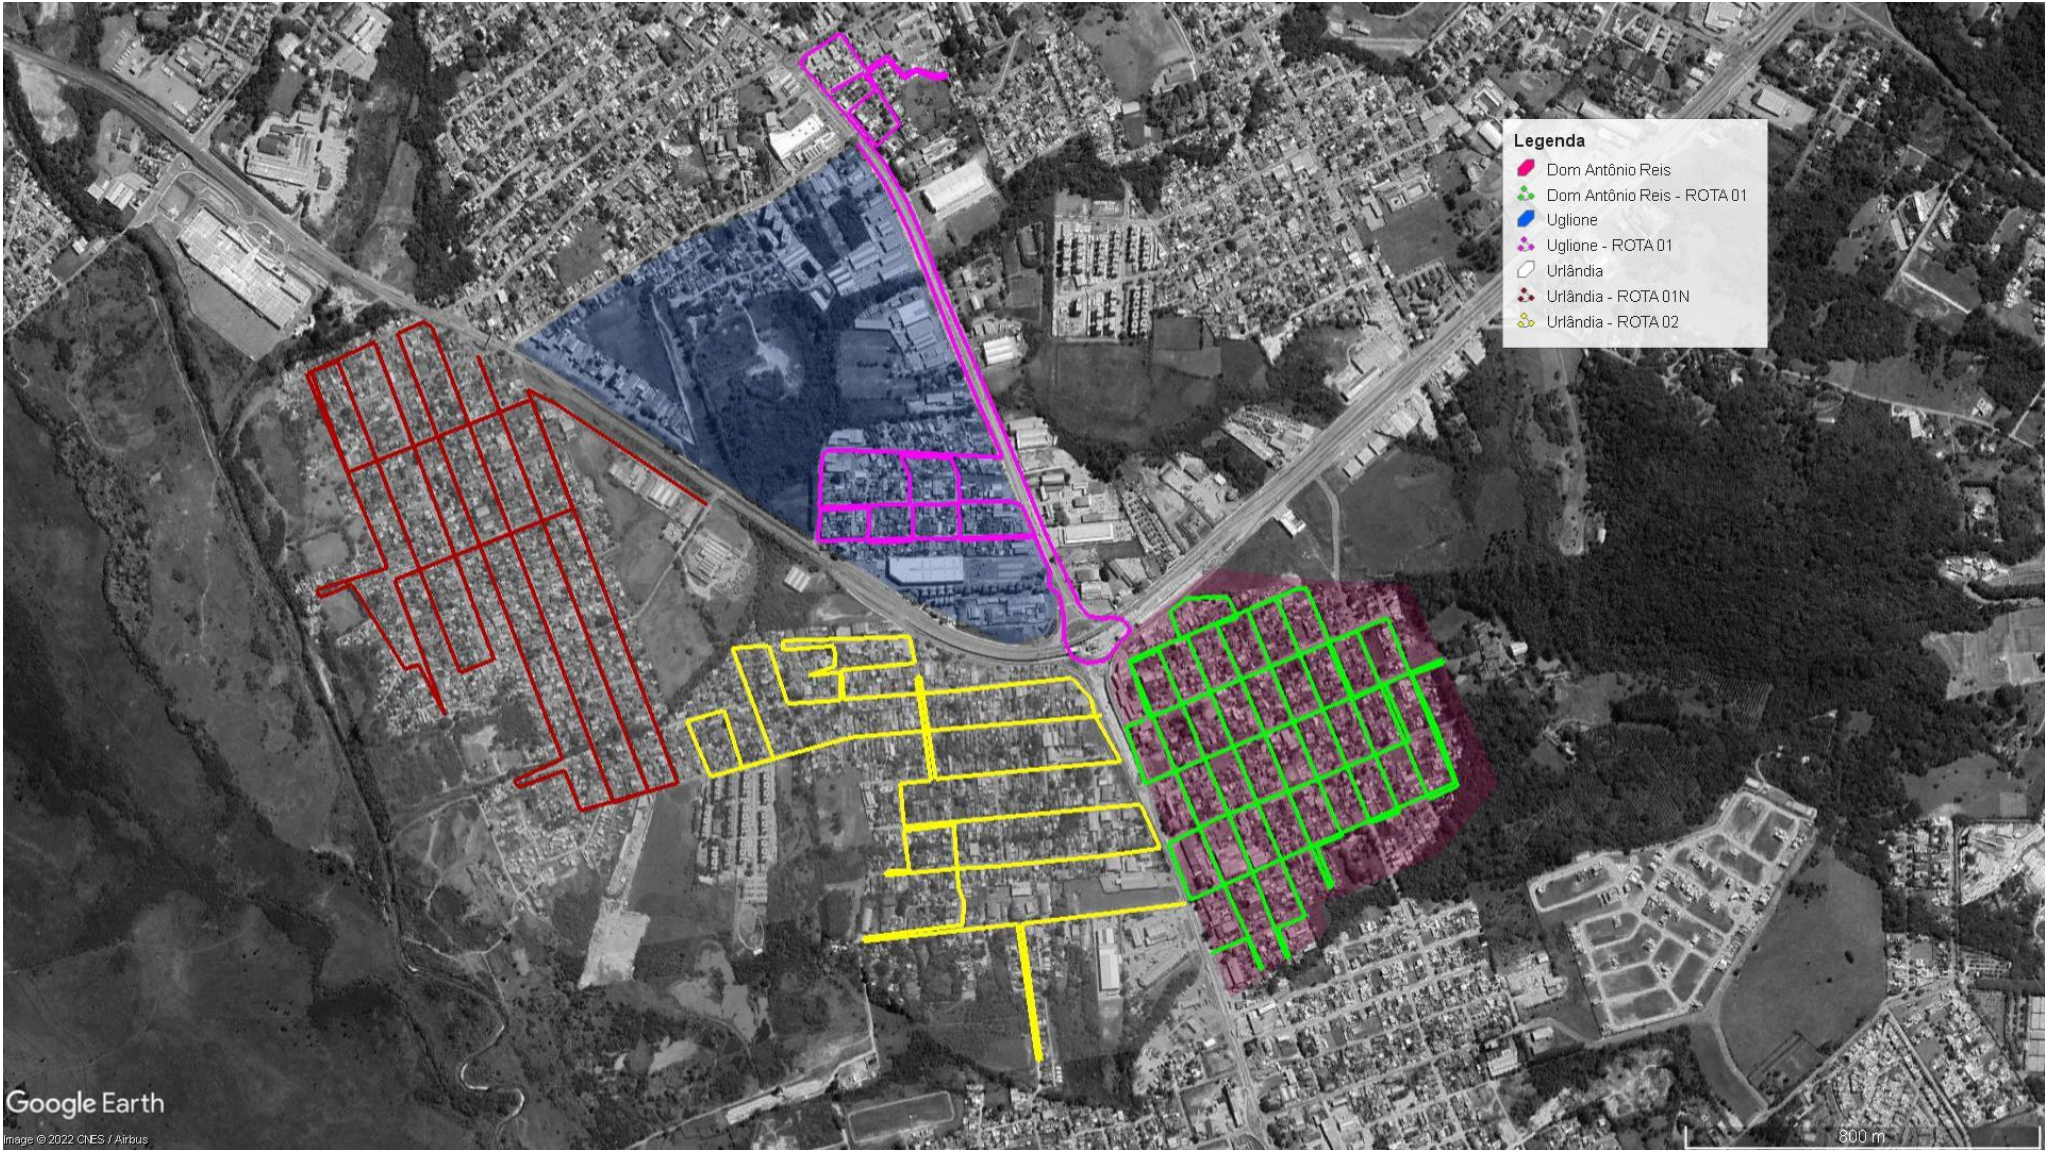 Legenda
Dom Antônio Reis
Dom Antônio Reis - ROTA 01
Uglione
Uglione - ROTA 01
Urlândia
Urlândia - ROTA 01N
Urlândia - ROTA 02
Google Earth
Image © 2022 CNES / Airbus
800 m